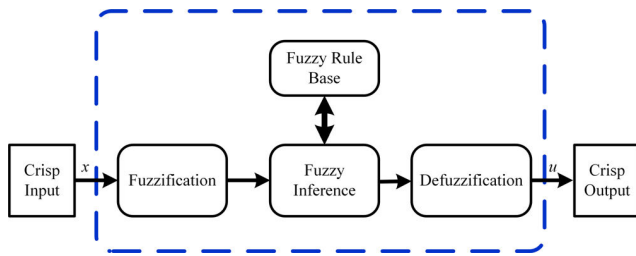 Fuzzy Rule
Base
Crisp
Input
x
Fuzzification
Fuzzy
Inference
Defuzzification
u
Crisp
Output